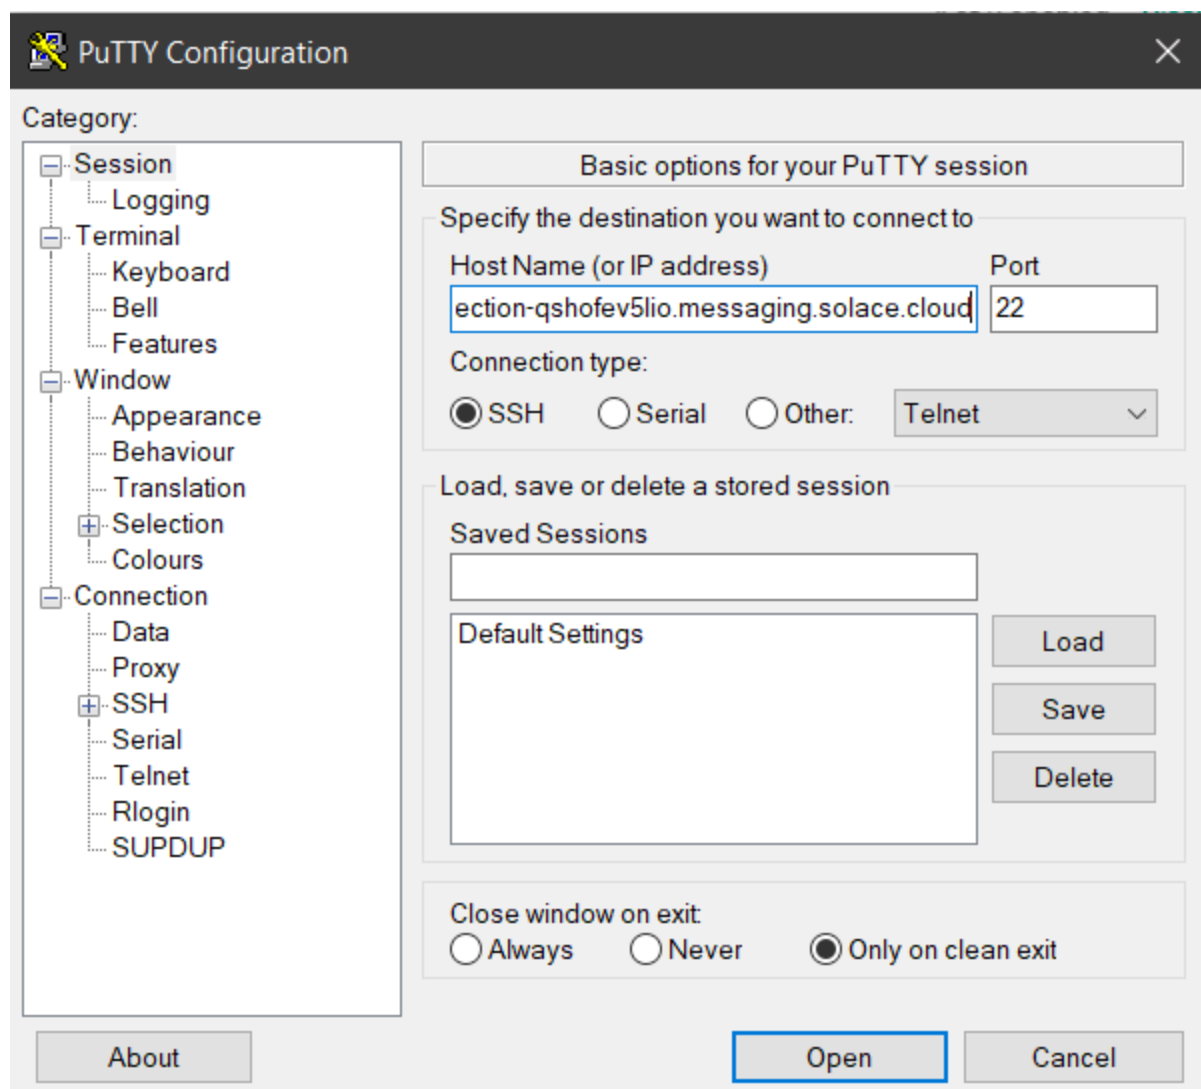 PuTTY Configuration
Category:
Session
Logging
Terminal
Keyboard
Bell
Features
Window
Appearance
Behaviour
Translation
Selection
Colours
Connection
Data
Proxy
SSH
Serial
Telnet
Rlogin
SUPDUP
Basic options for your PuTTY session
Specify the destination you want to connect to
Host Name (or IP address) Port
ection-qshofev5lio.messaging.solace.cloud 22
Connection type:
SSH Serial Other: Telnet
Load, save or delete a stored session
Saved Sessions
Default Settings
Load
Save
Delete
Close window on exit:
Always Never Only on clean exit
About Open Cancel